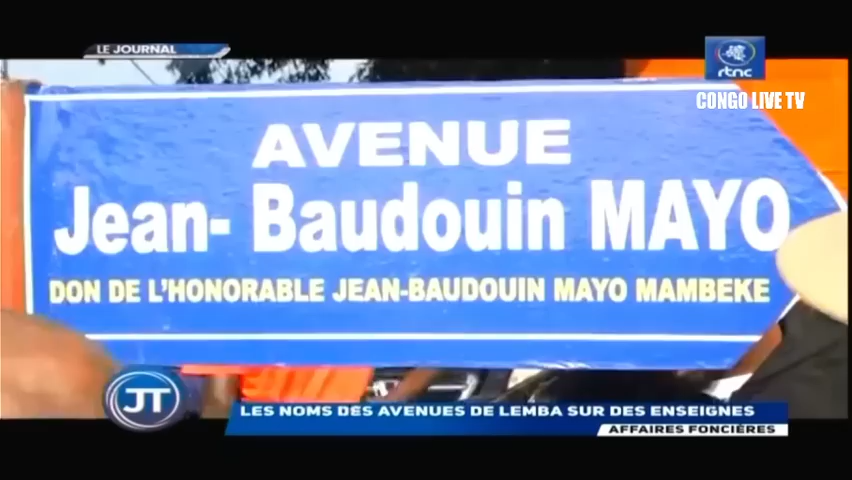 LE JOURNAL
rtnc
CONGO LIVE TV
AVENUE
Jean- Baudouin MAYO
DON DE L'HONORABLE JEAN-BAUDOUIN MAYO MAMBEKE
JT
LES NOMS DES AVENUES DE LEMBA SUR DES ENSEIGNES
AFFAIRES FONCIÈRES